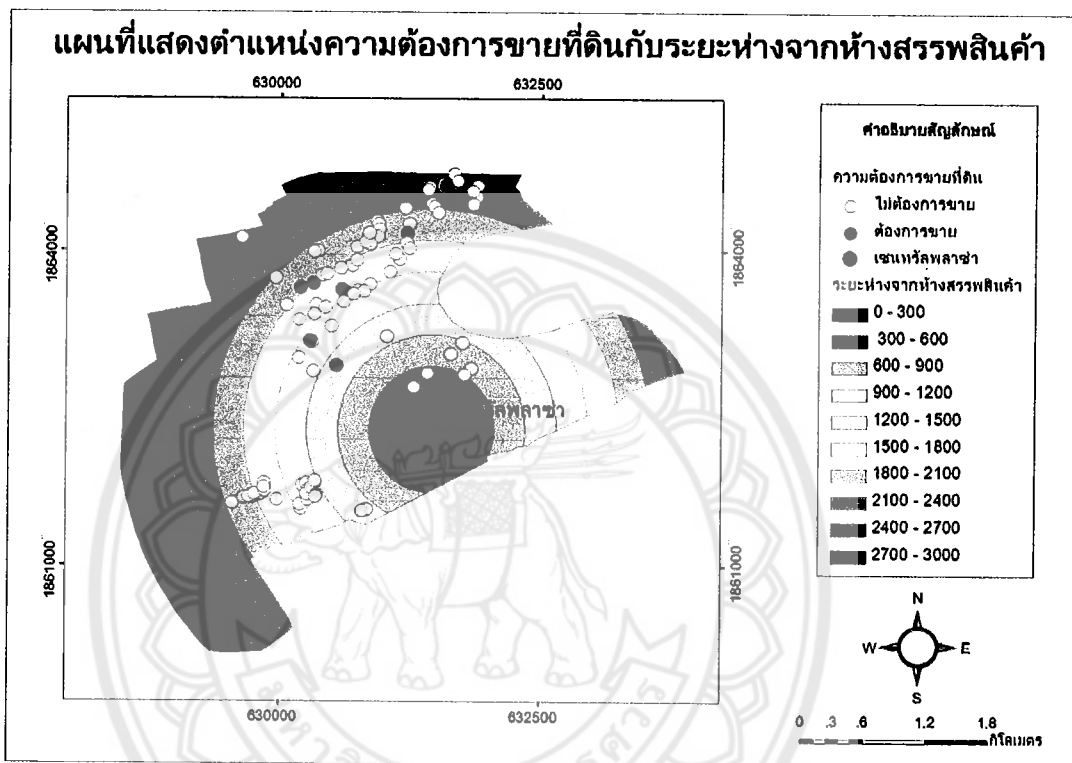 แผนที่แสดงตำแหน่งความต้องการขายที่ดินกับระยะห่างจากห้างสรรพสินค้า
630000
632500
1864000
1864000
1861000
1861000
630000
632500
คำอธิบายสัญลักษณ์
ความต้องการขายที่ดิน
ไม่ต้องการขาย
ต้องการขาย
เซนทรัลพลาซ่า
ระยะห่างจากห้างสรรพสินค้า
0 - 300
300 - 600
600 - 900
900 - 1200
1200 - 1500
1500 - 1800
1800 - 2100
2100 - 2400
2400 - 2700
2700 - 3000
ัลพลาซ่า
N
W
E
S
0 .3 .6 1.2 1.8
กิโลเมตร